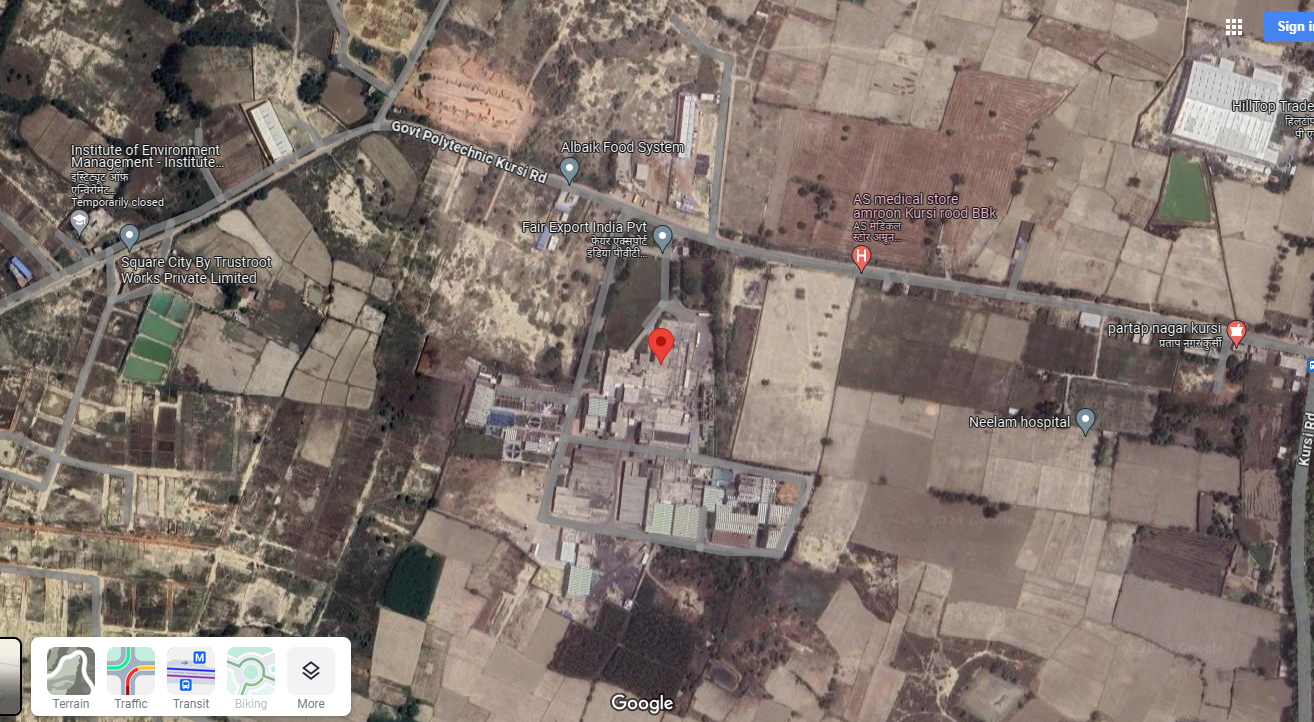 Sign i
HillTop Trade
Govt Polytechnic Kursi Rd
Albaik Food System
Institute of Environment
Management - Institute...
Temporarily closed
AS medical store
amroon Kursi rood BBk
AS मेडिकल
स्टोर अमून...
Fair Export India Pvt
फेयर एक्सपोर्ट
इंडिया पीवीटी...
Square City By Trustroot
Works Private Limited
partap nagar kursi
प्रताप नगर कुर्सी
Neelam hospital
Kursi Rd
© 2024 Google
Terrain
Traffic
M
Transit
Biking
More
Google